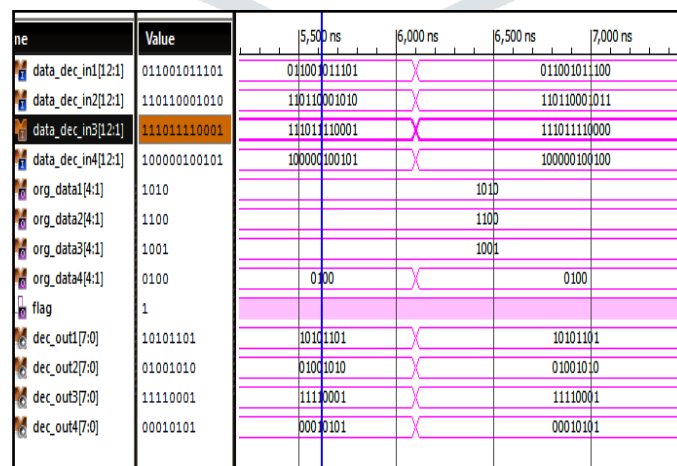 ne Value 5,500 ns 6,000 ns 6,500 ns 7,000 ns
data_dec_in1[12:1] 011001011101 011001011101 011001011100
data_dec_in2[12:1] 110110001010 110110001010 110110001011
data_dec_in3[12:1] 111011110001 111011110001 111011110000
data_dec_in4[12:1] 100000100101 100000100101 100000100100
org_data1[4:1] 1010 1010
org_data2[4:1] 1100 1100
org_data3[4:1] 1001 1001
org_data4[4:1] 0100 0100 0100
flag 1
dec_out1[7:0] 10101101 10101101 10101101
dec_out2[7:0] 01001010 01001010 01001010
dec_out3[7:0] 11110001 11110001 11110001
dec_out4[7:0] 00010101 00010101 00010101